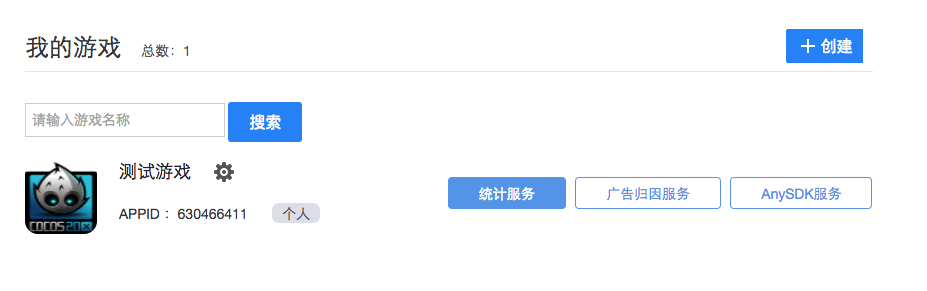 我的游戏 总数：1
＋ 创建
请输入游戏名称 搜索
测试游戏
APPID： 630466411 个人
统计服务 广告归因服务 AnySDK服务
COCOS2DX